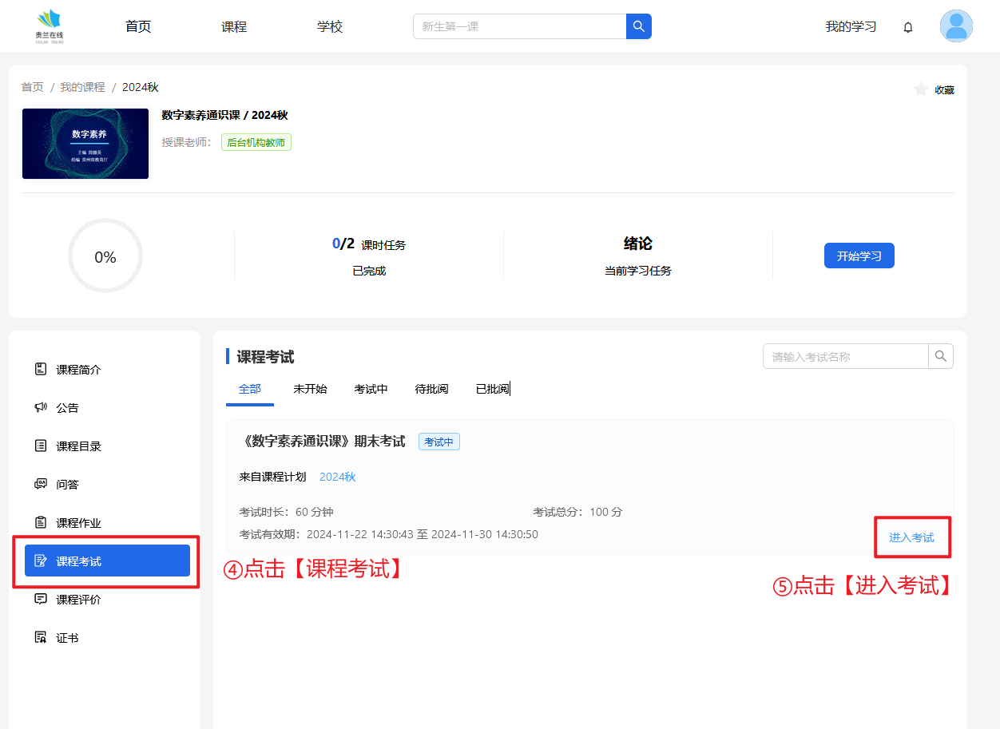 贵兰在线
首页 课程 学校 新生第一课 我的学习
首页 / 我的课程 / 2024秋 收藏
数字素养通识课 / 2024秋
授课老师： 后台机构教师
数字素养
0% 0/2 课时任务 绪论 开始学习
已完成 当前学习任务
课程简介
公告
课程目录
问答
课程作业
课程考试
课程评价
证书
课程考试 请输入考试名称
全部 未开始 考试中 待批阅 已批阅
《数字素养通识课》期末考试 考试中
来自课程计划 2024秋
考试时长：60 分钟 考试总分：100 分
考试有效期：2024-11-22 14:30:43 至 2024-11-30 14:30:50
进入考试
④点击【课程考试】
⑤点击【进入考试】